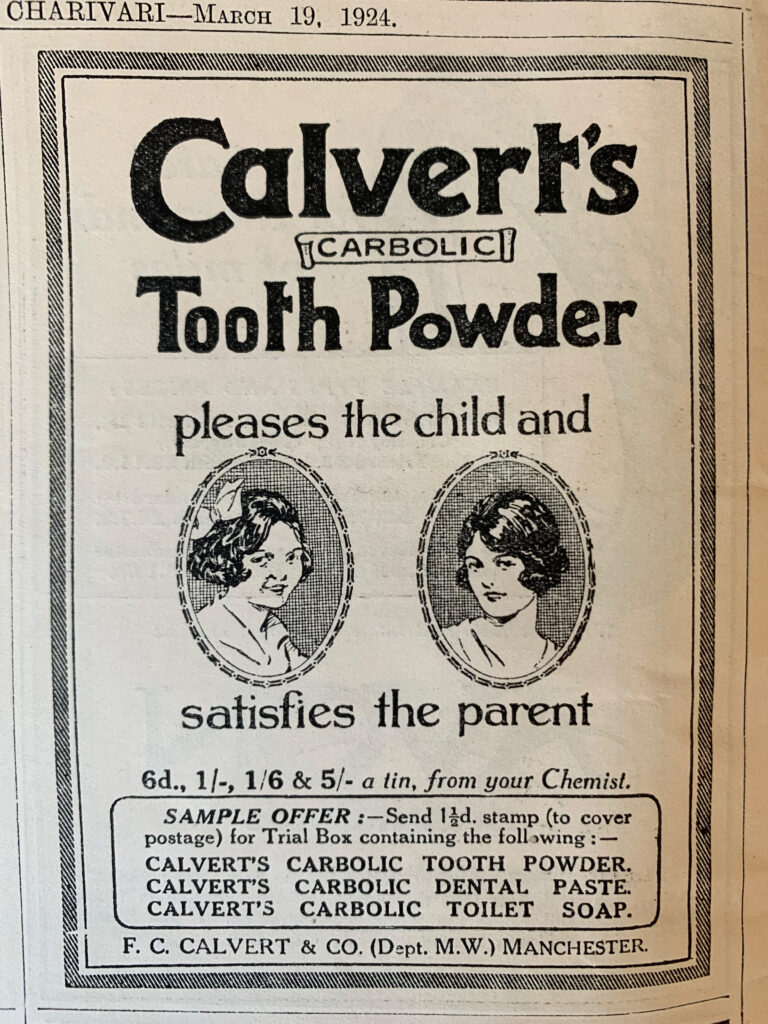 CHARIVARI—March 19, 1924.
Calvert's
CARBOLIC
Tooth Powder
pleases the child and
satisfies the parent
6d., 1/-, 1/6 & 5/- a tin, from your Chemist.
SAMPLE OFFER :—Send 1½d. stamp (to cover
postage) for Trial Box containing the following :—
CALVERT'S CARBOLIC TOOTH POWDER.
CALVERT'S CARBOLIC DENTAL PASTE.
CALVERT'S CARBOLIC TOILET SOAP.
F. C. CALVERT & CO. (Dept. M.W.) MANCHESTER.